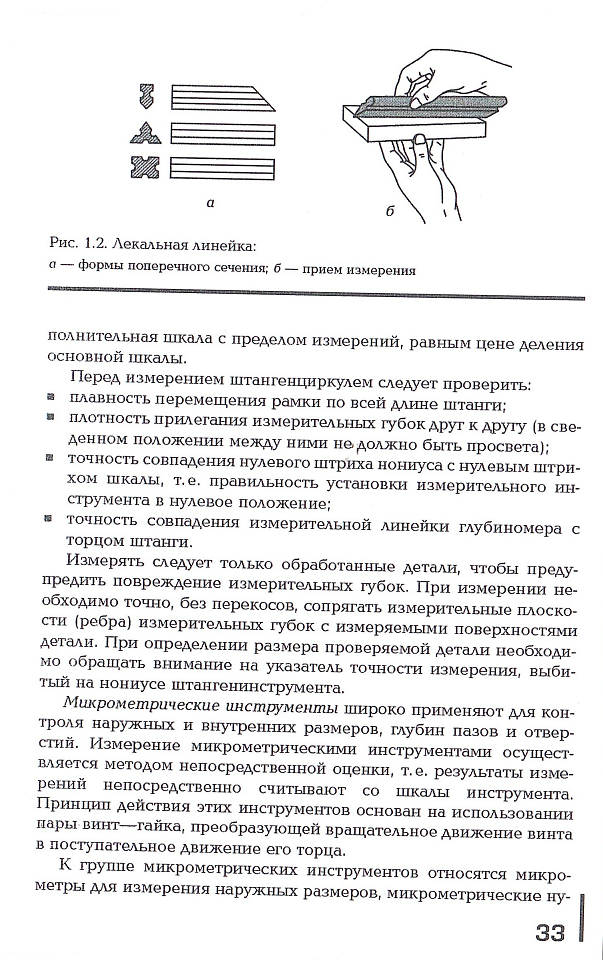 а
б
Рис. 1.2. Лекальная линейка:
а — формы поперечного сечения; б — прием измерения
полнительная шкала с пределом измерений, равным цене деления
основной шкалы.
Перед измерением штангенциркулем следует проверить:
плавность перемещения рамки по всей длине штанги;
плотность прилегания измерительных губок друг к другу (в све-
денном положении между ними не должно быть просвета);
точность совпадения нулевого штриха нониуса с нулевым штри-
хом шкалы, т. е. правильность установки измерительного ин-
струмента в нулевое положение;
точность совпадения измерительной линейки глубиномера с
торцом штанги.
Измерять следует только обработанные детали, чтобы преду-
предить повреждение измерительных губок. При измерении не-
обходимо точно, без перекосов, сопрягать измерительные плоско-
сти (ребра) измерительных губок с измеряемыми поверхностями
детали. При определении размера проверяемой детали необходи-
мо обращать внимание на указатель точности измерения, выби-
тый на нониусе штангенинструмента.
Микрометрические инструменты широко применяют для кон-
троля наружных и внутренних размеров, глубин пазов и отвер-
стий. Измерение микрометрическими инструментами осущест-
вляется методом непосредственной оценки, т. е. результаты изме-
рений непосредственно считывают со шкалы инструмента.
Принцип действия этих инструментов основан на использовании
пары винт—гайка, преобразующей вращательное движение винта
в поступательное движение его торца.
К группе микрометрических инструментов относятся микро-
метры для измерения наружных размеров, микрометрические ну-
33